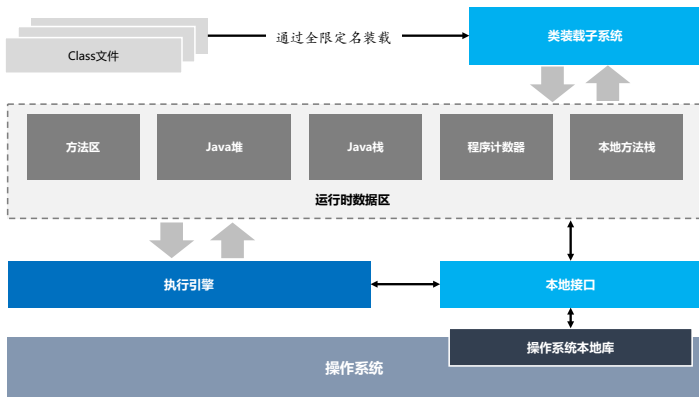 Class文件
通过全限定名装载
类装载子系统
方法区
Java堆
Java栈
程序计数器
本地方法栈
运行时数据区
执行引擎
本地接口
操作系统本地库
操作系统